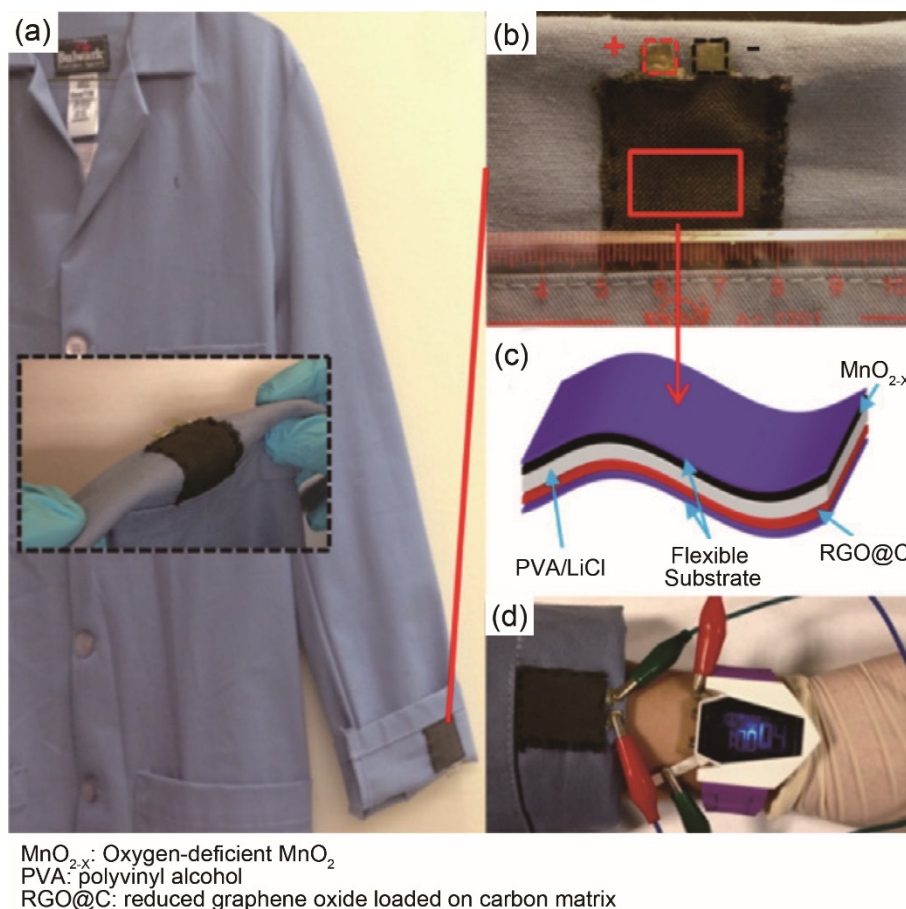 (a)
Bulwark
(b)
+
-
4 5 6 7 8 9 10
(c)
MnO2-X
PVA/LiCl
Flexible
Substrate
RGO@C
(d)
MnO2-X: Oxygen-deficient MnO2
PVA: polyvinyl alcohol
RGO@C: reduced graphene oxide loaded on carbon matrix